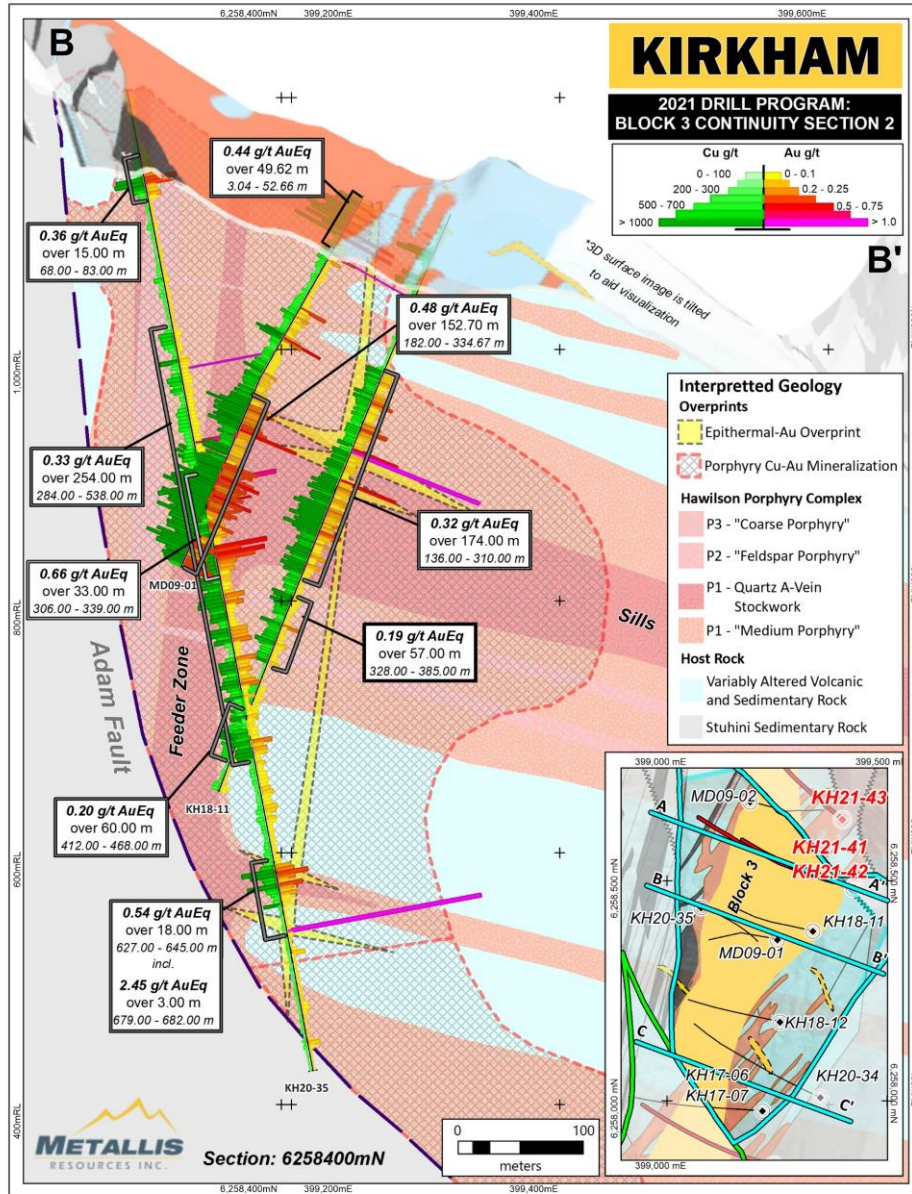 6,258,400mN 399,200mE 399,400mE 399,600mE
B
KIRKHAM
2021 DRILL PROGRAM:
BLOCK 3 CONTINUITY SECTION 2
Cu g/t Au g/t
0 - 100 0 - 0.1
200 - 300 0.2 - 0.25
500 - 700 0.5 - 0.75
> 1000 > 1.0
B'
*3D surface image is tilted
to aid visualization
0.44 g/t AuEq
over 49.62 m
3.04 - 52.66 m
0.36 g/t AuEq
over 15.00 m
68.00 - 83.00 m
0.48 g/t AuEq
over 152.70 m
182.00 - 334.67 m
0.33 g/t AuEq
over 254.00 m
284.00 - 538.00 m
0.32 g/t AuEq
over 174.00 m
136.00 - 310.00 m
0.66 g/t AuEq
over 33.00 m
306.00 - 339.00 m
MD09-01
0.19 g/t AuEq
over 57.00 m
328.00 - 385.00 m
Sills
Adam Fault
Feeder Zone
0.20 g/t AuEq
over 60.00 m
412.00 - 468.00 m
KH18-11
0.54 g/t AuEq
over 18.00 m
627.00 - 645.00 m
incl.
2.45 g/t AuEq
over 3.00 m
679.00 - 682.00 m
KH20-35
1,000mRL
800mRL
600mRL
400mRL
Interpretted Geology
Overprints
Epithermal-Au Overprint
Porphyry Cu-Au Mineralization
Hawilson Porphyry Complex
P3 - "Coarse Porphyry"
P2 - "Feldspar Porphyry"
P1 - Quartz A-Vein
Stockwork
P1 - "Medium Porphyry"
Host Rock
Variably Altered Volcanic
and Sedimentary Rock
Stuhini Sedimentary Rock
399,000 mE 399,500 mE
MD09-02
KH21-43
A
KH21-41
KH21-42
A'
B
Block 3
KH20-35
KH18-11
MD09-01
B'
KH18-12
C
KH17-06
KH17-07
KH20-34
C'
6,258,500 mN
6,258,500 mN
6,258,000 mN
6,258,000 mN
399,000 mE
METALLIS
RESOURCES INC.
Section: 6258400mN
0 100
meters
6,258,400mN 399,200mE 399,400mE